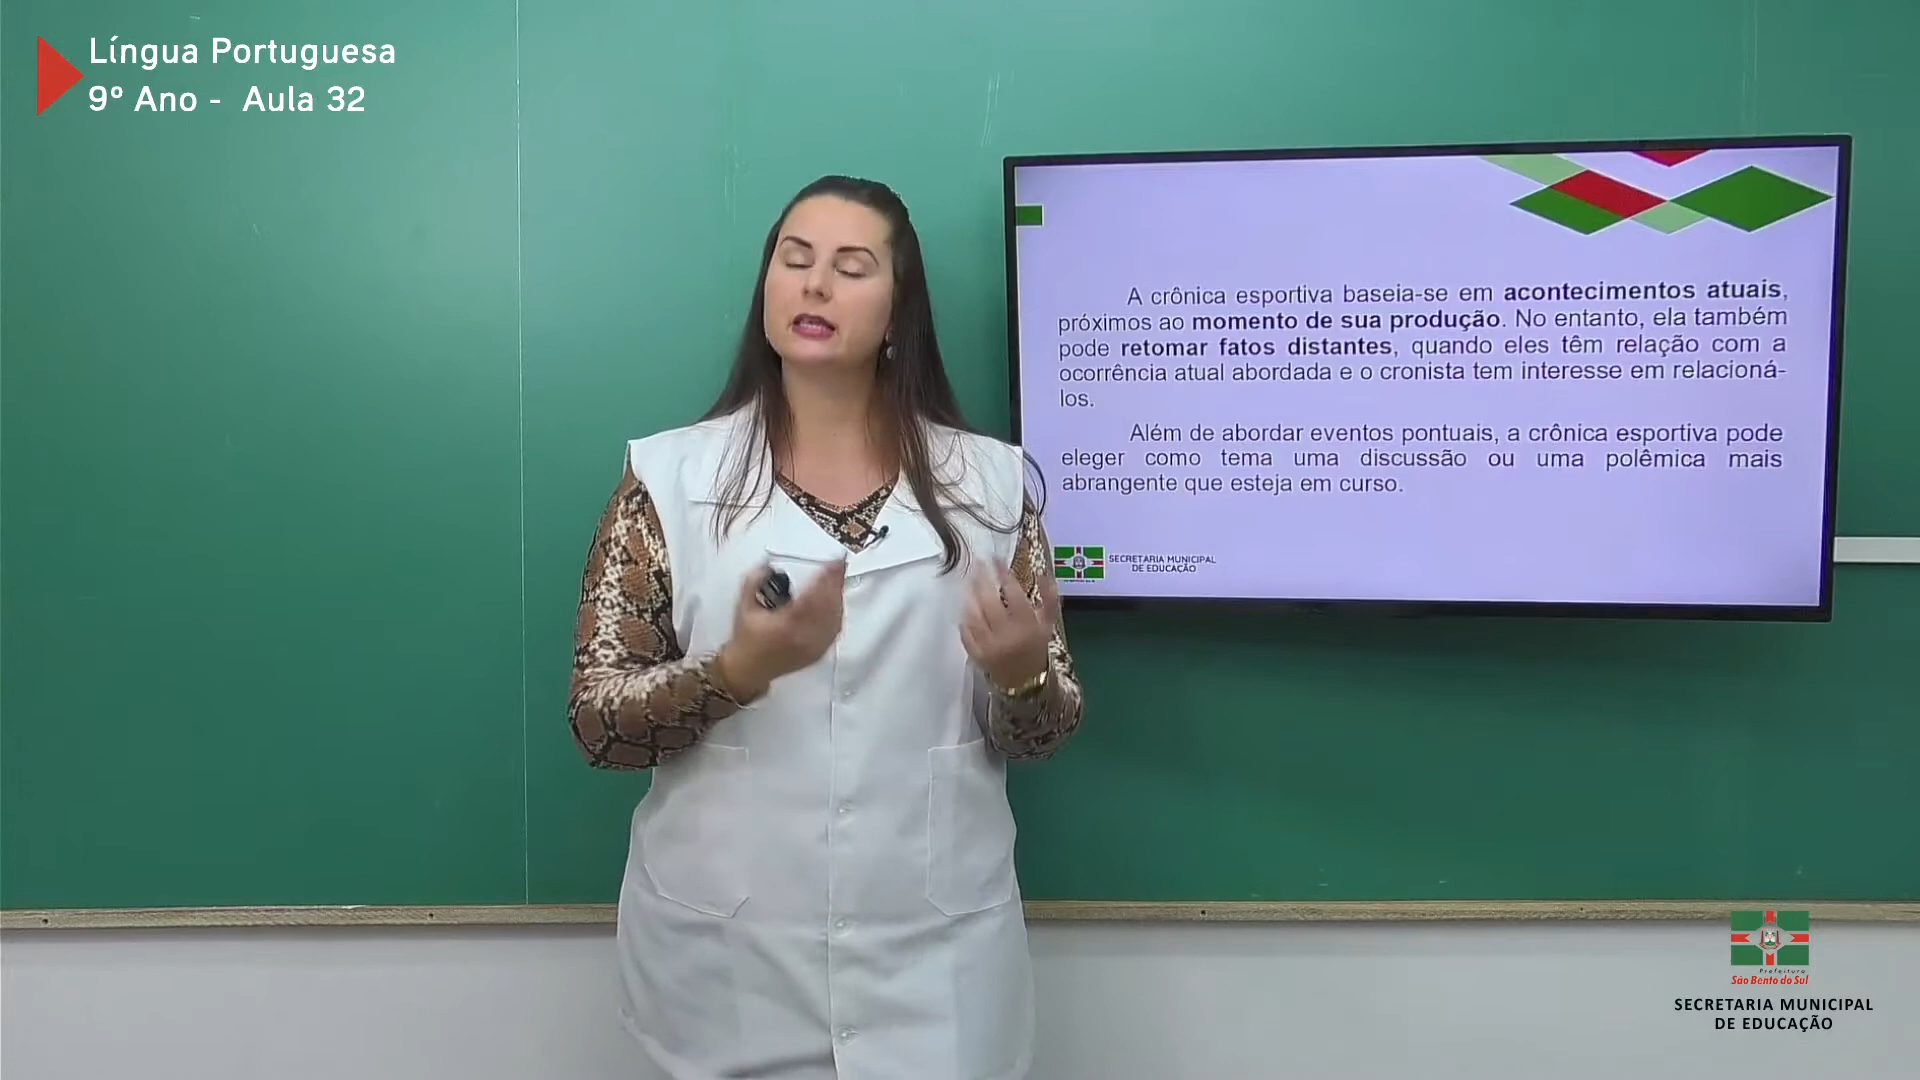 Língua Portuguesa
9º Ano - Aula 32
A crônica esportiva baseia-se em acontecimentos atuais,
próximos ao momento de sua produção. No entanto, ela também
pode retomar fatos distantes, quando eles têm relação com a
ocorrência atual abordada e o cronista tem interesse em relacioná-
los.
Além de abordar eventos pontuais, a crônica esportiva pode
eleger como tema uma discussão ou uma polêmica mais
abrangente que esteja em curso.
SECRETARIA MUNICIPAL
DE EDUCAÇÃO
Prefeitura
São Bento do Sul
SECRETARIA MUNICIPAL
DE EDUCAÇÃO